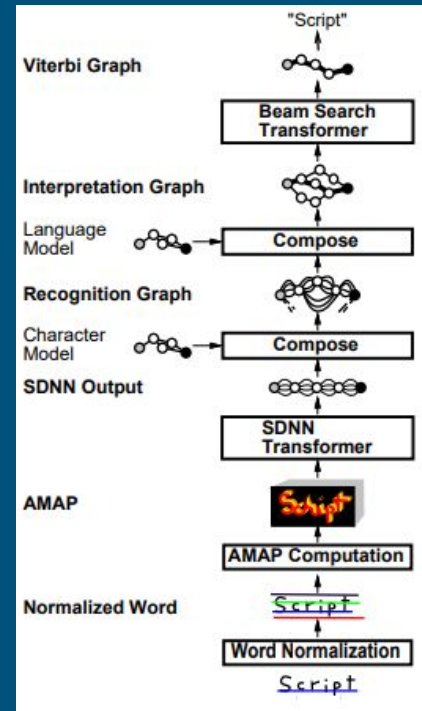 "Script"
Viterbi Graph
Beam Search
Transformer
Interpretation Graph
Language
Model
Compose
Recognition Graph
Character
Model
Compose
SDNN Output
SDNN
Transformer
AMAP
Script
AMAP Computation
Normalized Word
Script
Word Normalization
Script